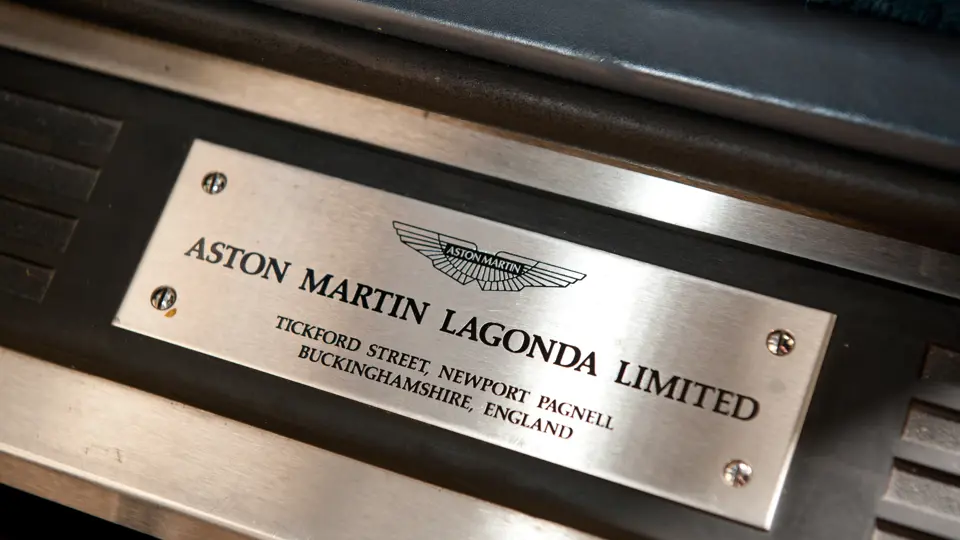 ASTON MARTIN
ASTON MARTIN LAGONDA LIMITED
TICKFORD STREET, NEWPORT PAGNELL
BUCKINGHAMSHIRE, ENGLAND